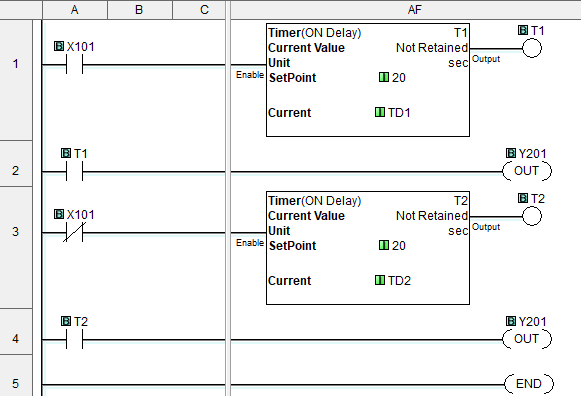 A B C AF
Timer(ON Delay) T1
B T1
B X101
Current Value Not Retained
1
Unit sec
Output
Enable
SetPoint I 20
Current I TD1
B T1
B Y201
2
OUT
Timer(ON Delay) T2
B T2
B X101
Current Value Not Retained
3
Unit sec
Output
Enable
SetPoint I 20
Current I TD2
B T2
B Y201
4
OUT
5
END